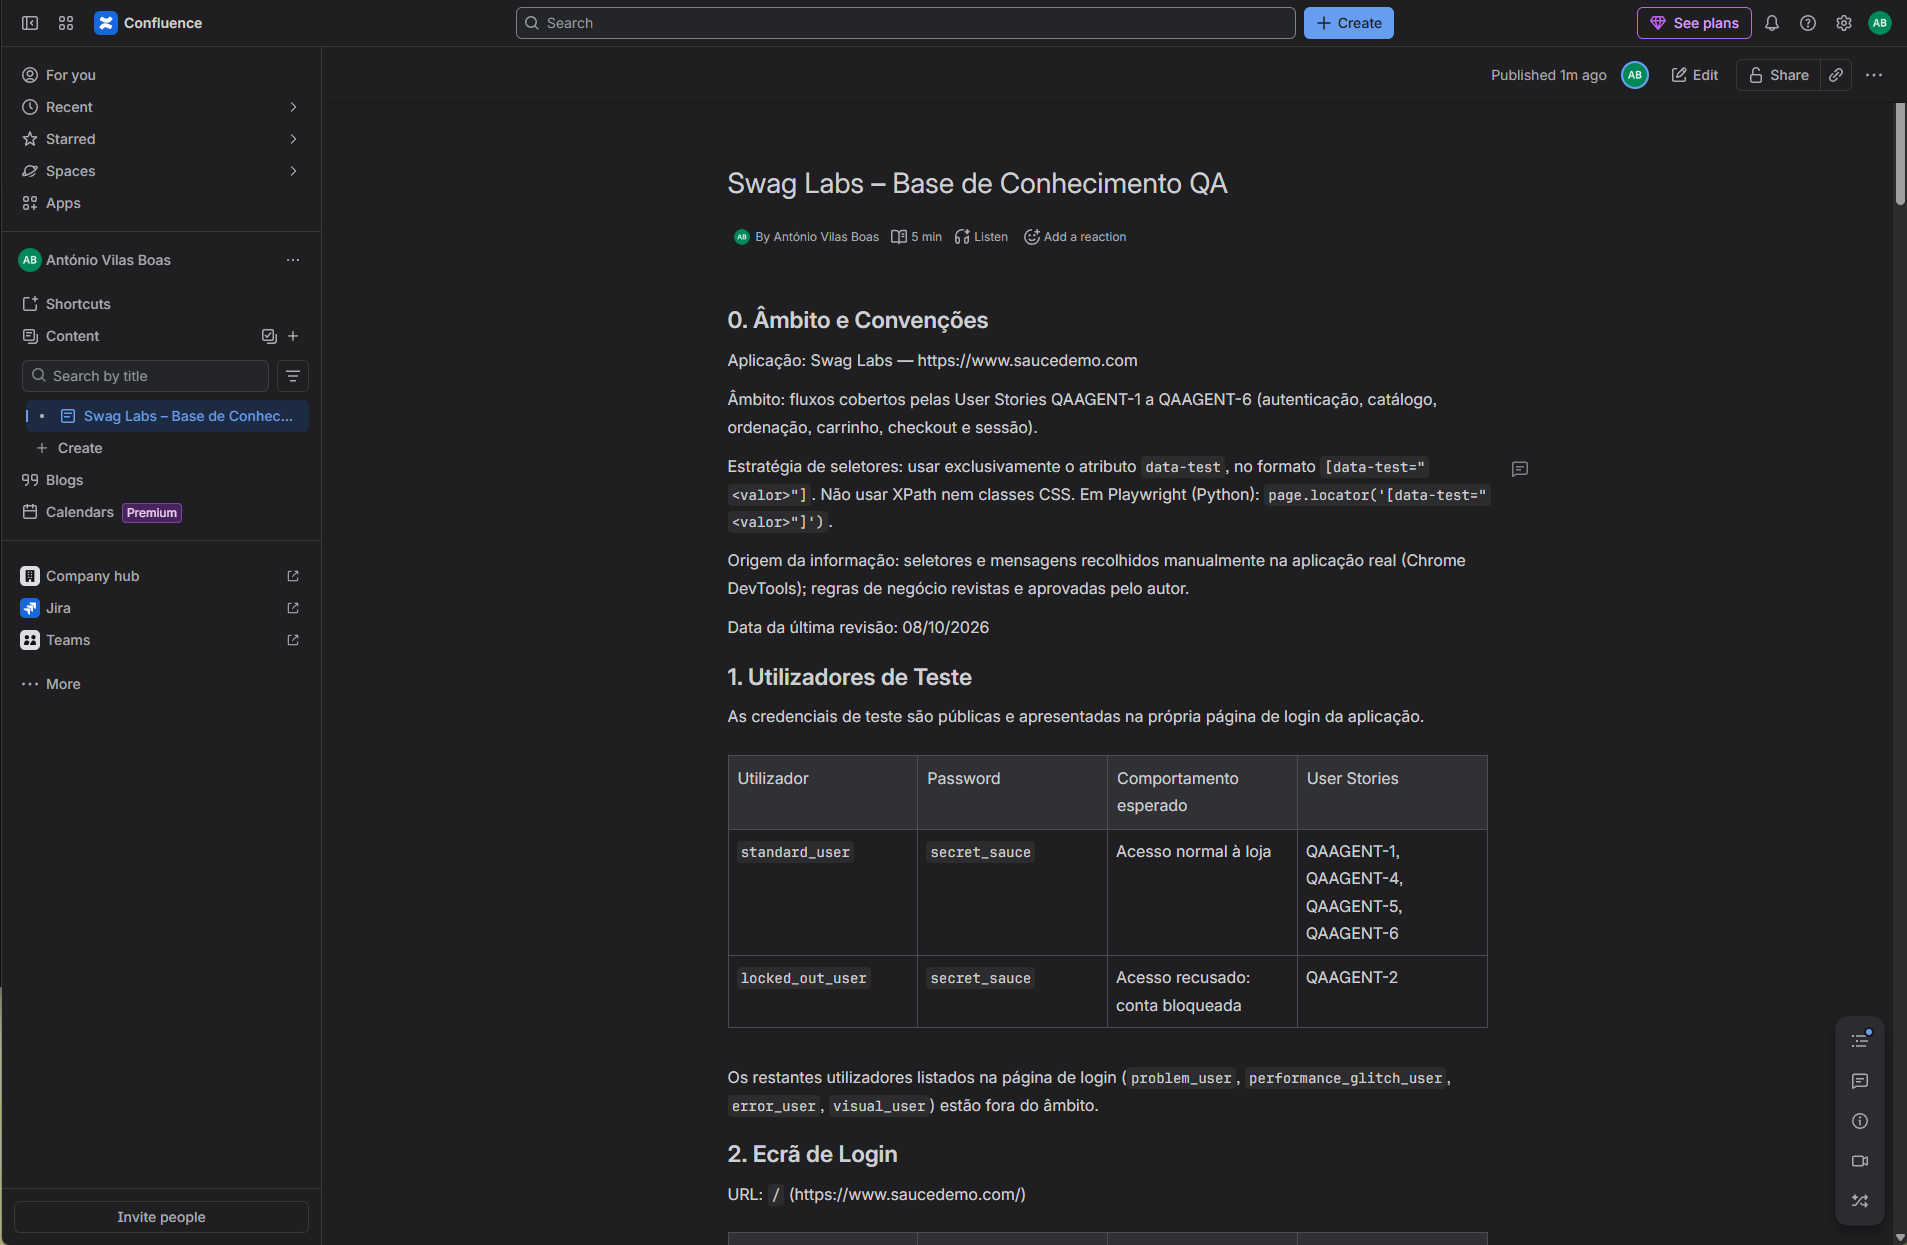 Confluence
Search
Create
See plans
AB
For you
Recent
Starred
Spaces
Apps
AB António Vilas Boas
Shortcuts
Content
Search by title
Swag Labs – Base de Conhec...
Create
Blogs
Calendars Premium
Company hub
Jira
Teams
More
Invite people
Published 1m ago AB Edit Share
Swag Labs – Base de Conhecimento QA
AB By António Vilas Boas 5 min Listen Add a reaction
0. Âmbito e Convenções
Aplicação: Swag Labs — https://www.saucedemo.com
Âmbito: fluxos cobertos pelas User Stories QAAGENT-1 a QAAGENT-6 (autenticação, catálogo,
ordenação, carrinho, checkout e sessão).
Estratégia de seletores: usar exclusivamente o atributo data-test, no formato [data-test="
<valor>"]. Não usar XPath nem classes CSS. Em Playwright (Python): page.locator('[data-test="
<valor>"]').
Origem da informação: seletores e mensagens recolhidos manualmente na aplicação real (Chrome
DevTools); regras de negócio revistas e aprovadas pelo autor.
Data da última revisão: 08/10/2026
1. Utilizadores de Teste
As credenciais de teste são públicas e apresentadas na própria página de login da aplicação.
Utilizador
Password
Comportamento
esperado
User Stories
standard_user
secret_sauce
Acesso normal à loja
QAAGENT-1,
QAAGENT-4,
QAAGENT-5,
QAAGENT-6
locked_out_user
secret_sauce
Acesso recusado:
conta bloqueada
QAAGENT-2
Os restantes utilizadores listados na página de login (problem_user, performance_glitch_user,
error_user, visual_user) estão fora do âmbito.
2. Ecrã de Login
URL: / (https://www.saucedemo.com/)